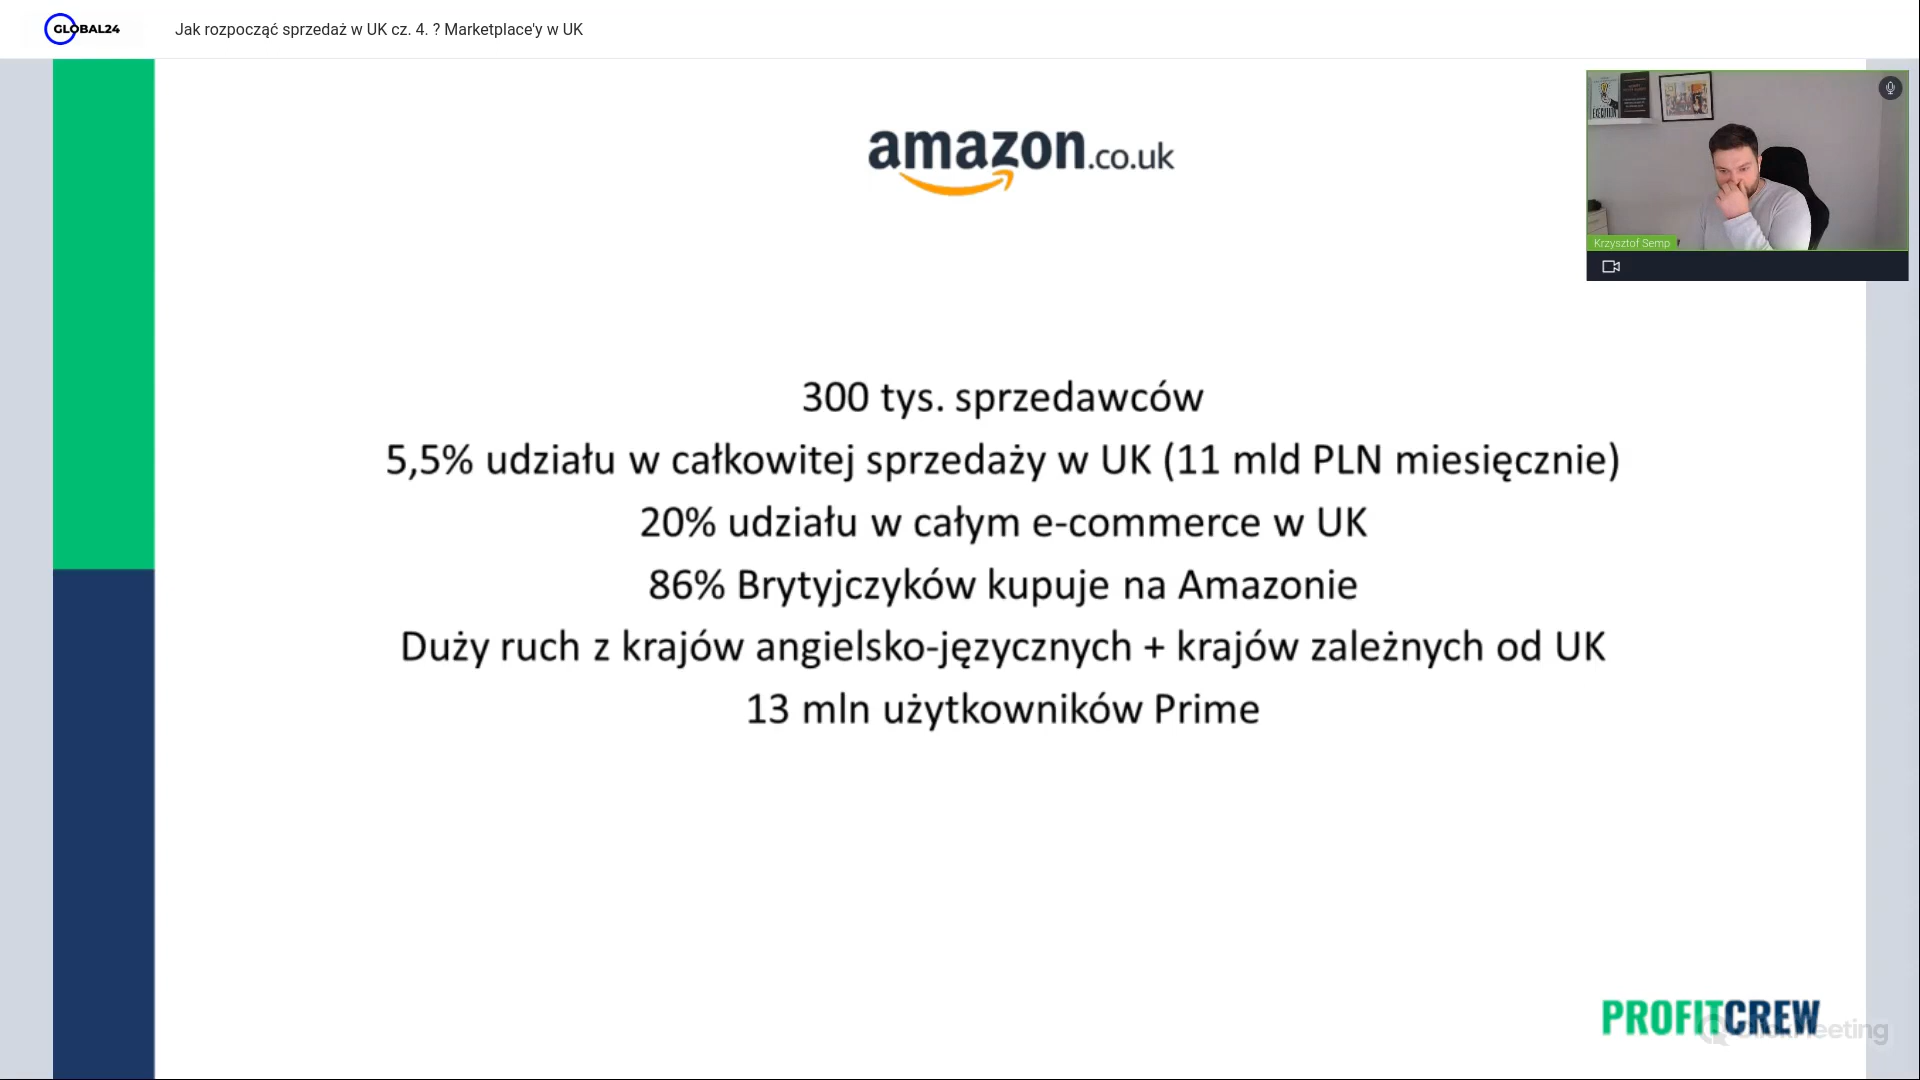 GLOBAL24
Jak rozpocząć sprzedaż w UK cz. 4. ? Marketplace'y w UK
amazon.co.uk
EXECUTION
Krzysztof Semp
300 tys. sprzedawców
5,5% udziału w całkowitej sprzedaży w UK (11 mld PLN miesięcznie)
20% udziału w całym e-commerce w UK
86% Brytyjczyków kupuje na Amazonie
Duży ruch z krajów angielsko-języcznych + krajów zależnych od UK
13 mln użytkowników Prime
PROFITCREW
ClickMeeting